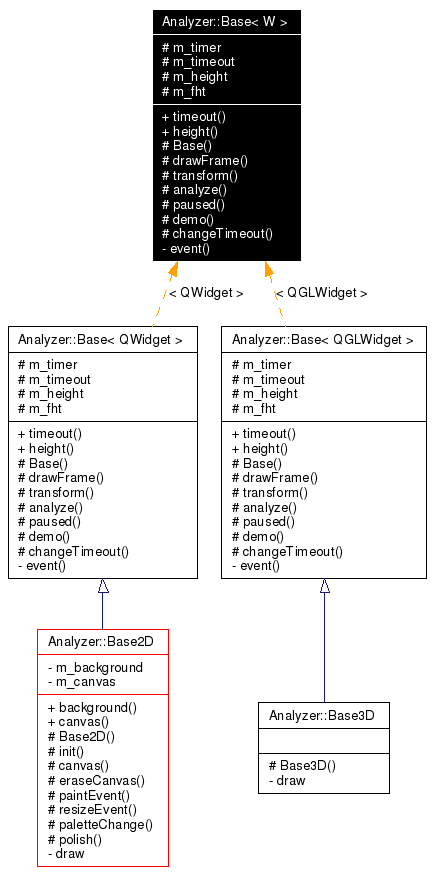 Analyzer::Base< W >
# m_timer
# m_timeout
# m_height
# m_fht
+ timeout()
+ height()
# Base()
# drawFrame()
# transform()
# analyze()
# paused()
# demo()
# changeTimeout()
- event()
< QWidget >
< QGLWidget >
Analyzer::Base< QWidget >
# m_timer
# m_timeout
# m_height
# m_fht
+ timeout()
+ height()
# Base()
# drawFrame()
# transform()
# analyze()
# paused()
# demo()
# changeTimeout()
- event()
Analyzer::Base< QGLWidget >
# m_timer
# m_timeout
# m_height
# m_fht
+ timeout()
+ height()
# Base()
# drawFrame()
# transform()
# analyze()
# paused()
# demo()
# changeTimeout()
- event()
Analyzer::Base2D
- m_background
- m_canvas
+ background()
+ canvas()
# Base2D()
# init()
# canvas()
# eraseCanvas()
# paintEvent()
# resizeEvent()
# paletteChange()
# polish()
- draw
Analyzer::Base3D
# Base3D()
- draw